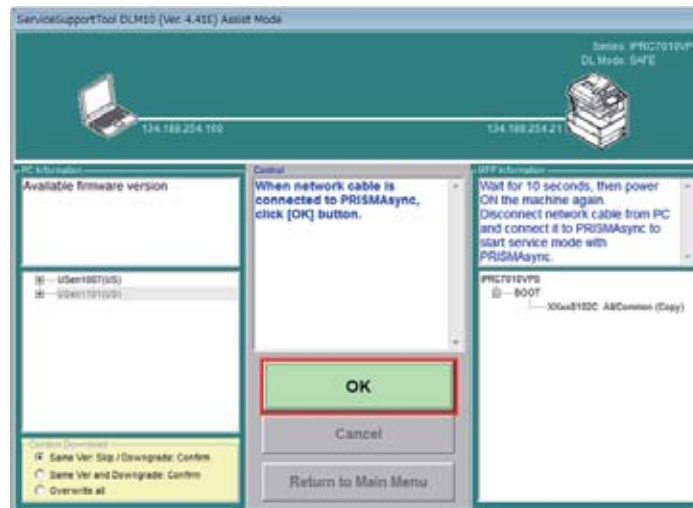 ServiceSupportTool DLM10 (Ver. 4.41E) Assist Mode
Series: iPRC7010VP
DL Mode: SAFE
134.188.254.160
134.188.254.21
PC Information
Available firmware version
Control
When network cable is
connected to PRISMAsync,
click [OK] button.
MFP Information
Wait for 10 seconds, then power
ON the machine again.
Disconnect network cable from PC
and connect it to PRISMAsync to
start service mode with
PRISMAsync.
USen1007(US)
USen1101(US)
iPRC7010VPS
BOOT
All/Common (Copy)
OK
Cancel
Return to Main Menu
Confirm Download
Same Ver: Skip / Downgrade: Confirm
Same Ver and Downgrade: Confirm
Overwrite all